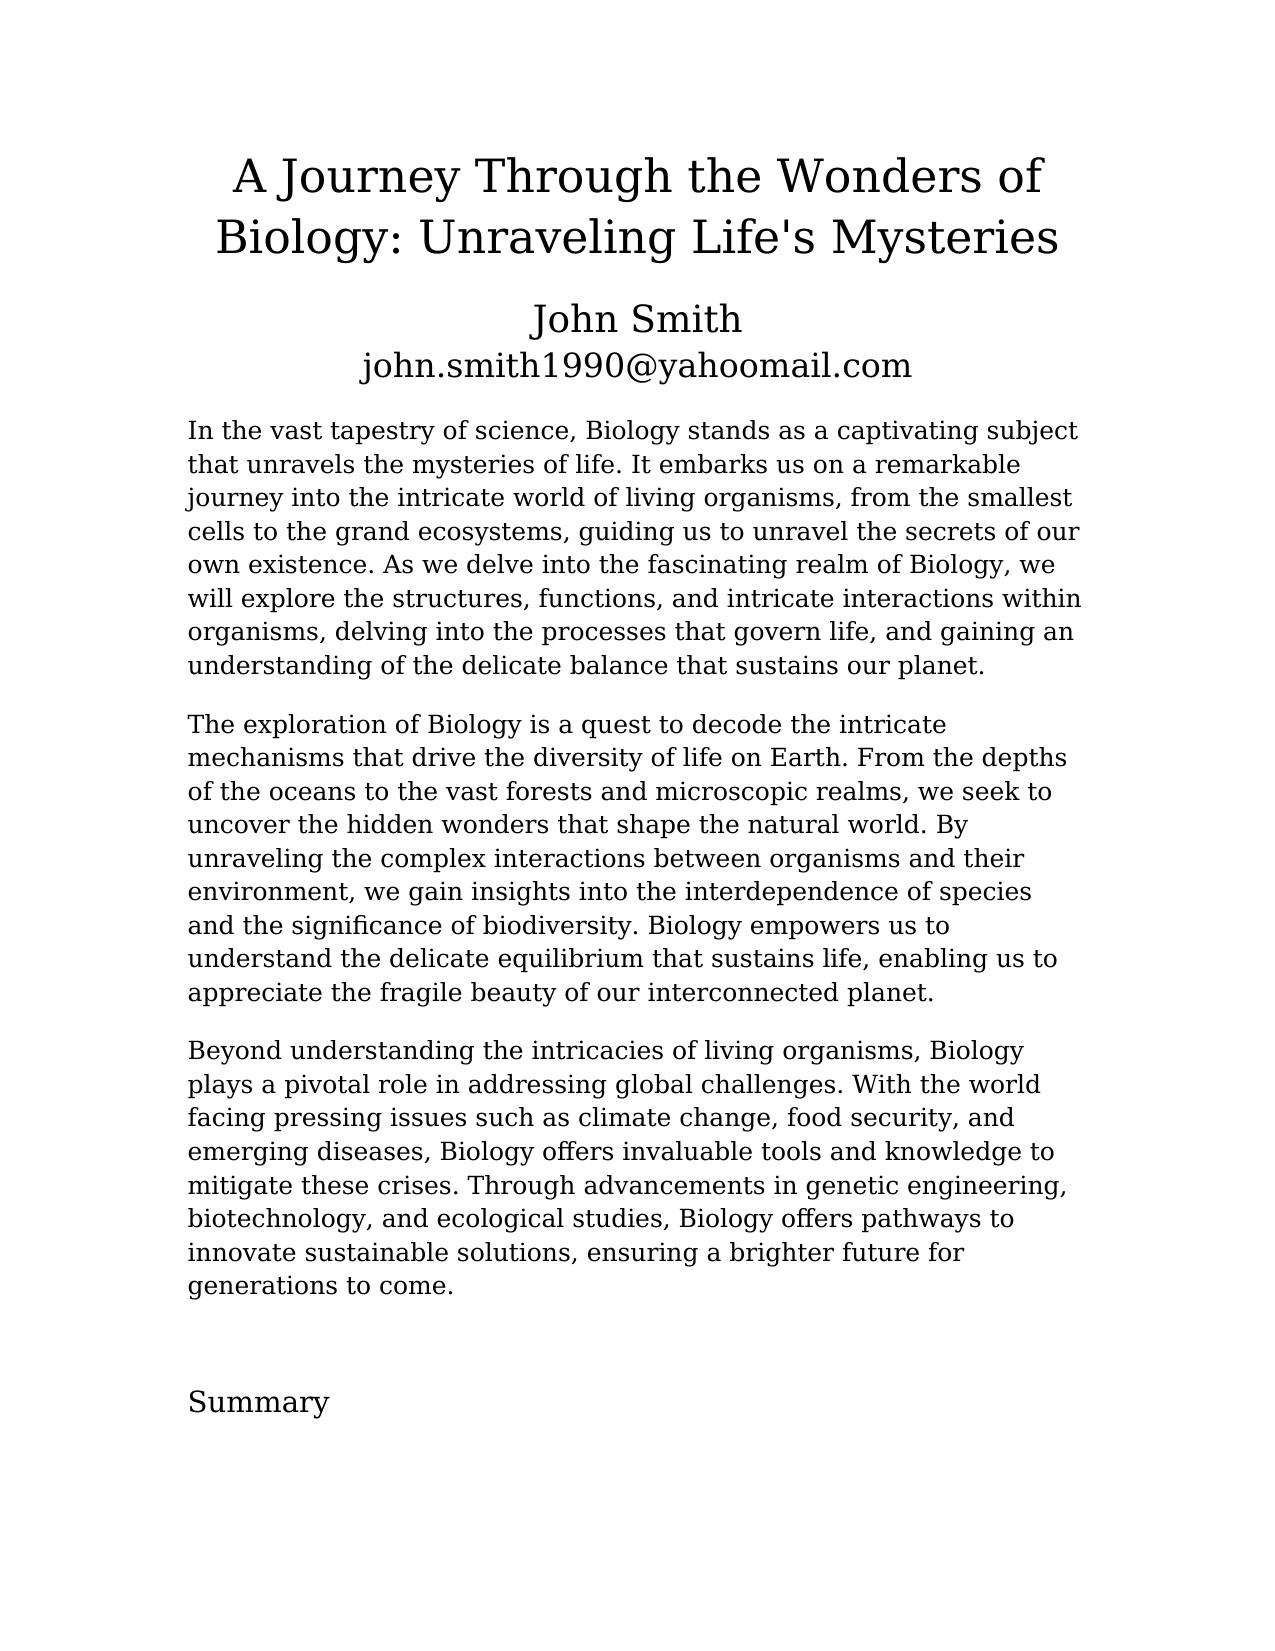 A Journey Through the Wonders of
Biology: Unraveling Life's Mysteries
John Smith
john.smith1990@yahoomail.com
In the vast tapestry of science, Biology stands as a captivating subject
that unravels the mysteries of life. It embarks us on a remarkable
journey into the intricate world of living organisms, from the smallest
cells to the grand ecosystems, guiding us to unravel the secrets of our
own existence. As we delve into the fascinating realm of Biology, we
will explore the structures, functions, and intricate interactions within
organisms, delving into the processes that govern life, and gaining an
understanding of the delicate balance that sustains our planet.
The exploration of Biology is a quest to decode the intricate
mechanisms that drive the diversity of life on Earth. From the depths
of the oceans to the vast forests and microscopic realms, we seek to
uncover the hidden wonders that shape the natural world. By
unraveling the complex interactions between organisms and their
environment, we gain insights into the interdependence of species
and the significance of biodiversity. Biology empowers us to
understand the delicate equilibrium that sustains life, enabling us to
appreciate the fragile beauty of our interconnected planet.
Beyond understanding the intricacies of living organisms, Biology
plays a pivotal role in addressing global challenges. With the world
facing pressing issues such as climate change, food security, and
emerging diseases, Biology offers invaluable tools and knowledge to
mitigate these crises. Through advancements in genetic engineering,
biotechnology, and ecological studies, Biology offers pathways to
innovate sustainable solutions, ensuring a brighter future for
generations to come.
Summary